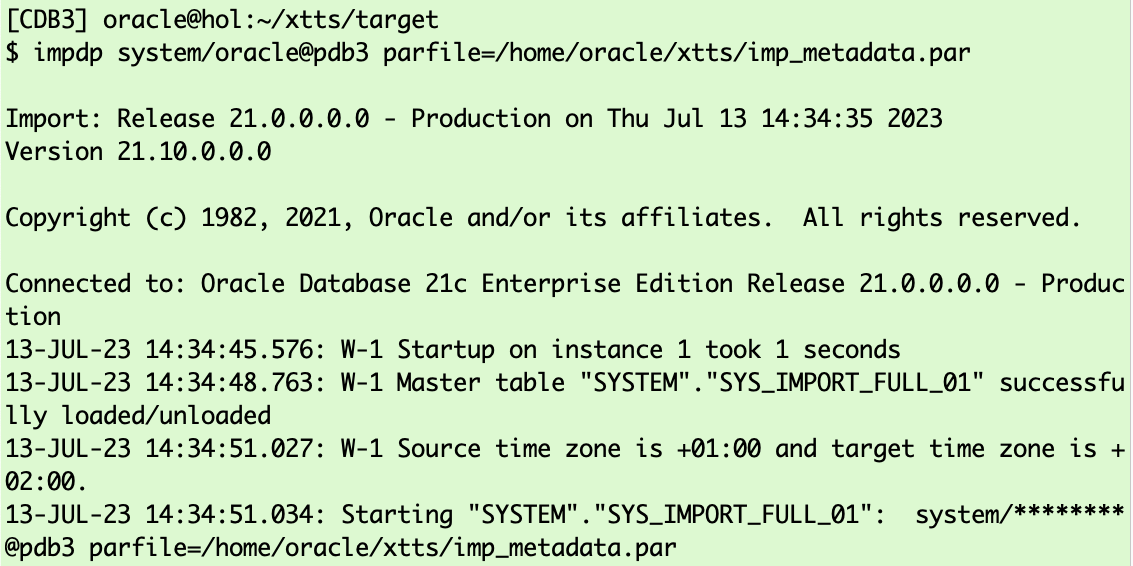 [CDB3] oracle@hol:~/xtts/target
$ impdp system/oracle@pdb3 parfile=/home/oracle/xtts/imp_metadata.par
Import: Release 21.0.0.0.0 - Production on Thu Jul 13 14:34:35 2023
Version 21.10.0.0.0
Copyright (c) 1982, 2021, Oracle and/or its affiliates.  All rights reserved.
Connected to: Oracle Database 21c Enterprise Edition Release 21.0.0.0.0 - Produc
tion
13-JUL-23 14:34:45.576: W-1 Startup on instance 1 took 1 seconds
13-JUL-23 14:34:48.763: W-1 Master table "SYSTEM"."SYS_IMPORT_FULL_01" successfu
lly loaded/unloaded
13-JUL-23 14:34:51.027: W-1 Source time zone is +01:00 and target time zone is +
02:00.
13-JUL-23 14:34:51.034: Starting "SYSTEM"."SYS_IMPORT_FULL_01":  system/********
@pdb3 parfile=/home/oracle/xtts/imp_metadata.par